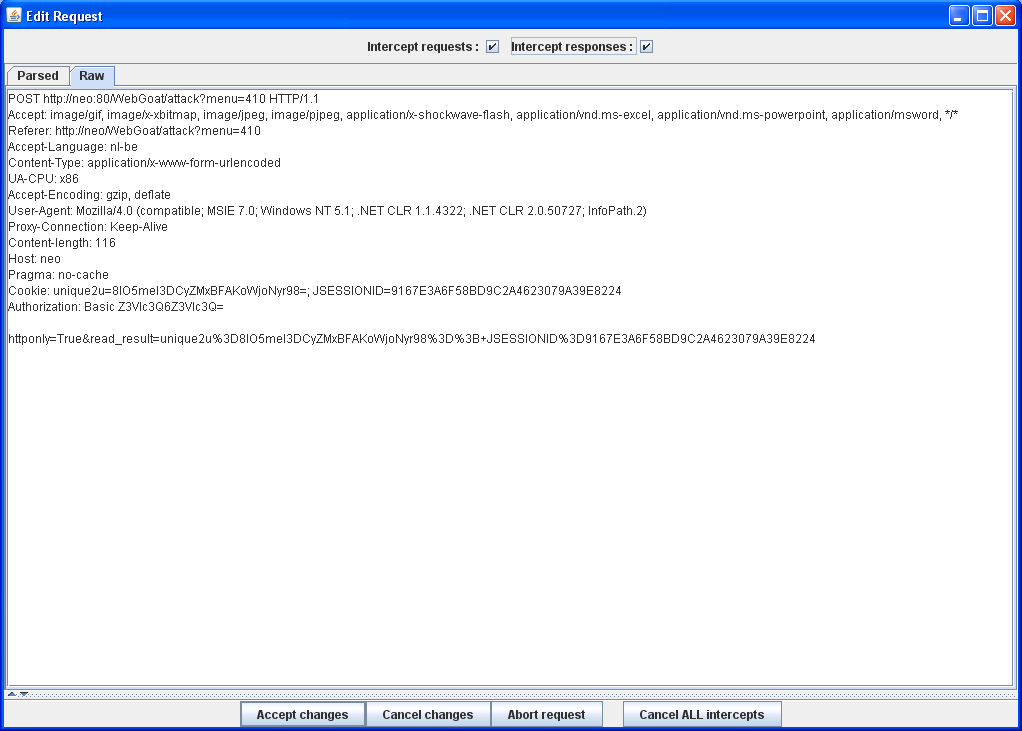 Edit Request
Intercept requests : Intercept responses :
Parsed Raw
POST http://neo:80/WebGoat/attack?menu=410 HTTP/1.1
Accept: image/gif, image/x-xbitmap, image/jpeg, image/pjpeg, application/x-shockwave-flash, application/vnd.ms-excel, application/vnd.ms-powerpoint, application/msword, */*
Referer: http://neo/WebGoat/attack?menu=410
Accept-Language: nl-be
Content-Type: application/x-www-form-urlencoded
UA-CPU: x86
Accept-Encoding: gzip, deflate
User-Agent: Mozilla/4.0 (compatible; MSIE 7.0; Windows NT 5.1; .NET CLR 1.1.4322; .NET CLR 2.0.50727; InfoPath.2)
Proxy-Connection: Keep-Alive
Content-length: 116
Host: neo
Pragma: no-cache
Cookie: unique2u=8IO5meI3DCyZMxBFAKoWjoNyr98=; JSESSIONID=9167E3A6F58BD9C2A4623079A39E8224
Authorization: Basic Z3Vlc3Q6Z3Vlc3Q=
httponly=True&read_result=unique2u%3D8IO5meI3DCyZMxBFAKoWjoNyr98%3D%3B+JSESSIONID%3D9167E3A6F58BD9C2A4623079A39E8224
Accept changes Cancel changes Abort request Cancel ALL intercepts